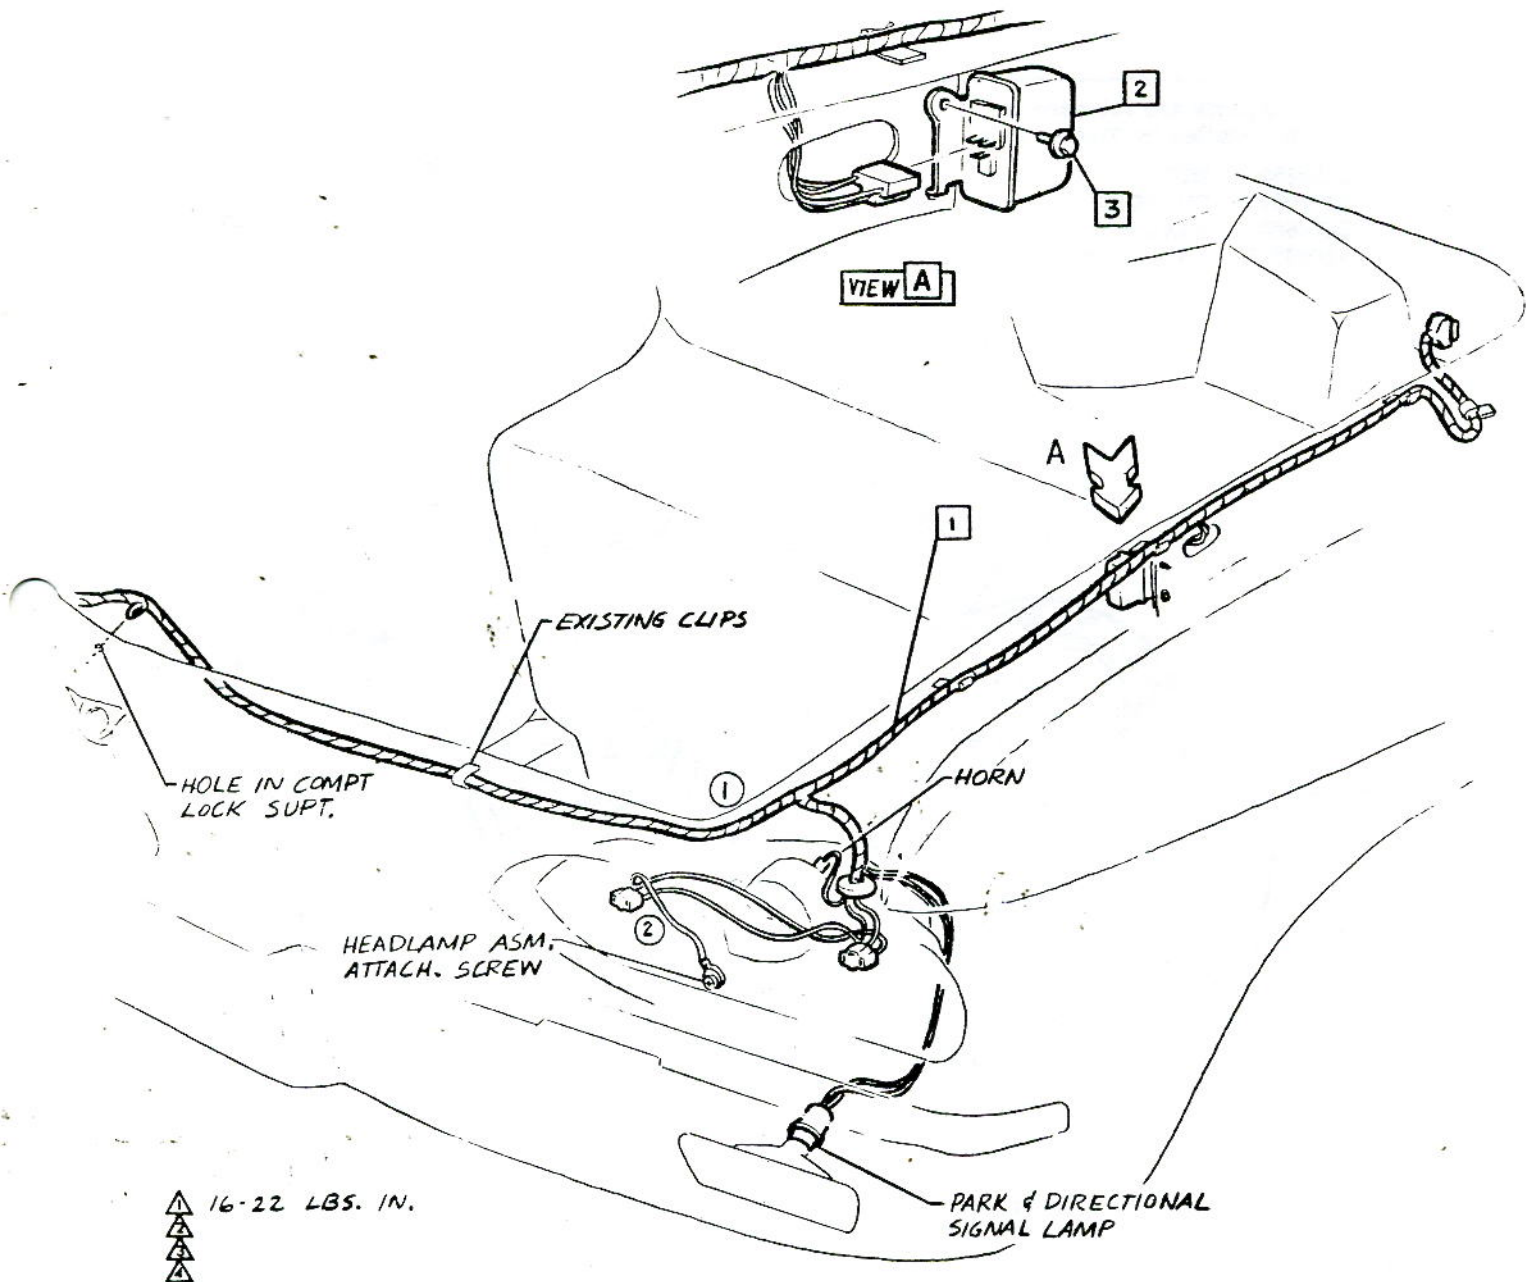 2
3
VIEW A
A
1
EXISTING CLIPS
HOLE IN COMPT
LOCK SUPT.
1
HORN
2
HEADLAMP ASM.
ATTACH. SCREW
PARK & DIRECTIONAL
SIGNAL LAMP
1 16-22 LBS. IN.
2
3
4